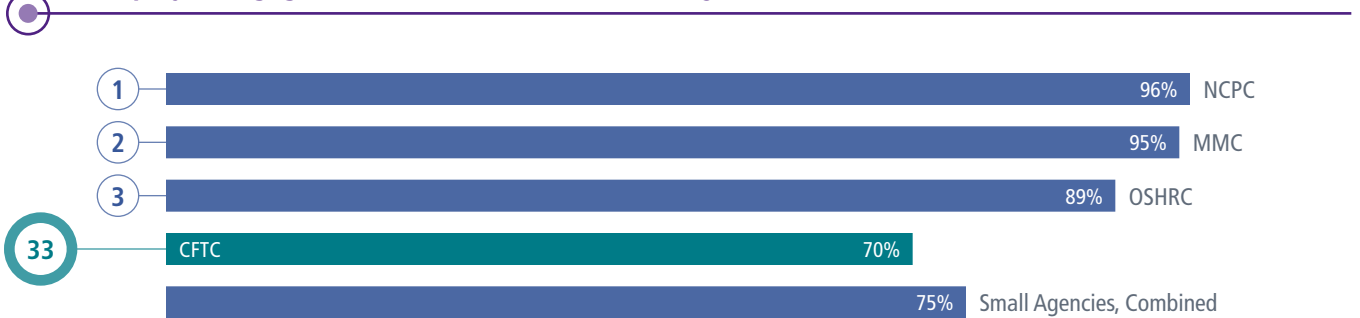 1 96% NCPC
2 95% MMC
3 89% OSHRC
33 CFTC 70%
75% Small Agencies, Combined